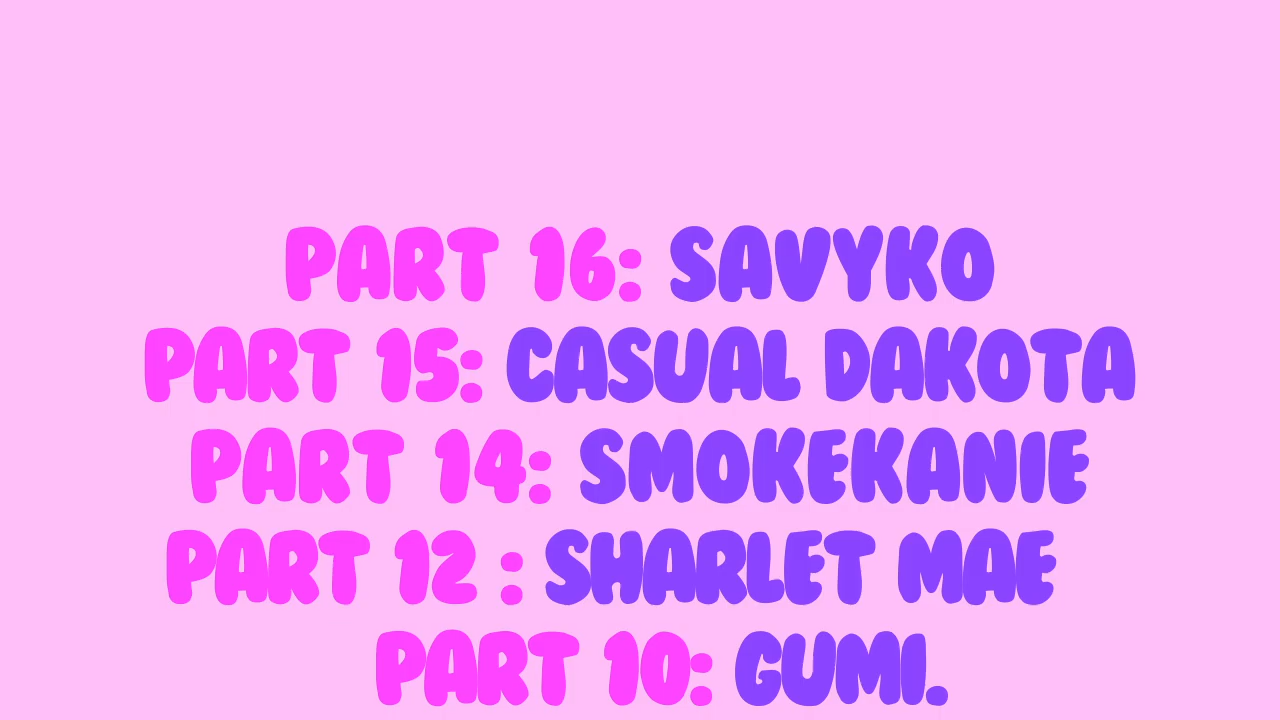 PART 16: SAVYKO
PART 15: CASUAL DAKOTA
PART 14: SMOKEKANIE
PART 12 : SHARLET MAE
PART 10: GUMI.